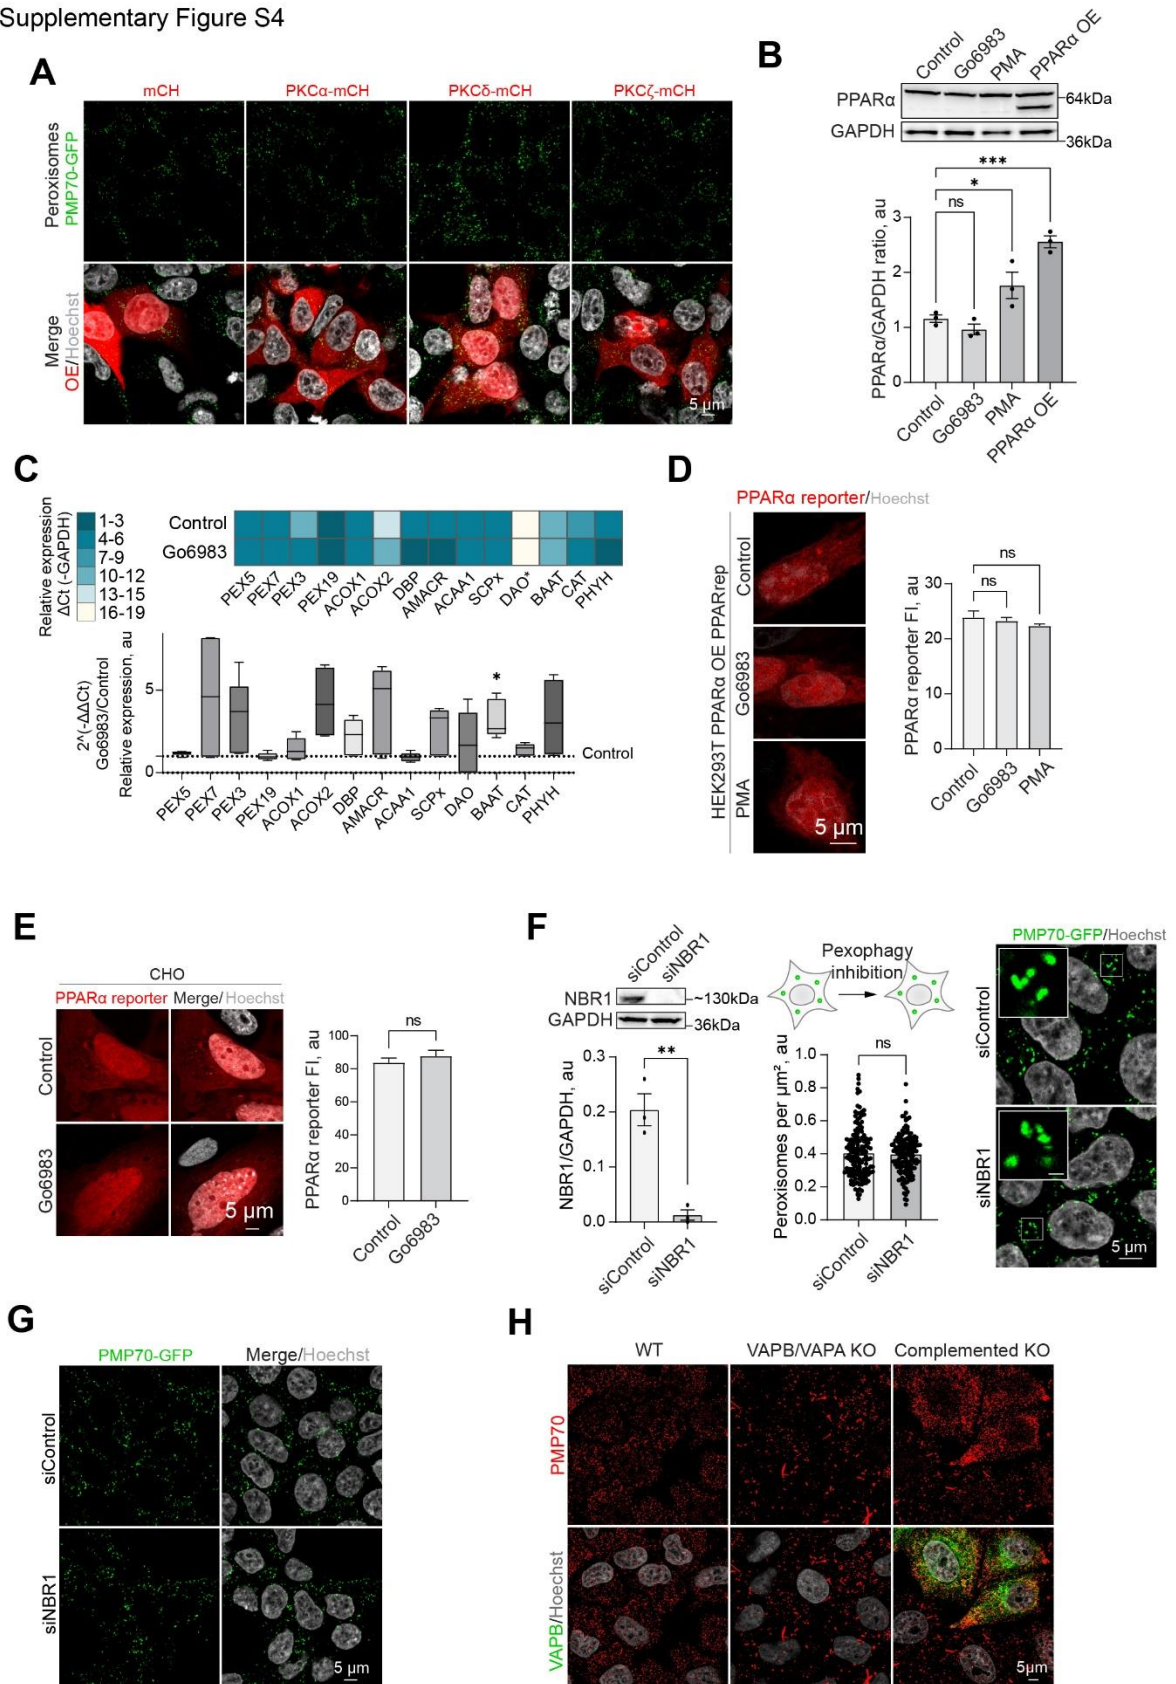 Supplementary Figure S4
A
mCH PKCα-mCH PKCδ-mCH PKCζ-mCH
Peroxisomes
PMP70-GFP
Merge
OE/Hoechst
5 µm
B
Control Go6983 PMA PPARα OE
PPARα 64kDa
GAPDH 36kDa
***
*
ns
PPARα/GAPDH ratio, au
3
2
1
0
Control Go6983 PMA PPARα OE
C
Relative expression
ΔCt (-GAPDH)
1-3
4-6
7-9
10-12
13-15
16-19
Control
Go6983
PEX5 PEX7 PEX3 PEX19 ACOX1 ACOX2 DBP AMACR ACAA1 SCPx DAO* BAAT CAT PHYH
2^(-ΔΔCt)
Go6983/Control
Relative expression, au
5
0
*
Control
PEX5 PEX7 PEX3 PEX19 ACOX1 ACOX2 DBP AMACR ACAA1 SCPx DAO BAAT CAT PHYH
D
PPARα reporter/Hoechst
HEK293T PPARα OE PPARrep
Control
Go6983
PMA
5 µm
ns
ns
PPARα reporter FI, au
30
20
10
0
Control Go6983 PMA
E
CHO
PPARα reporter Merge/Hoechst
Control
Go6983
5 µm
ns
PPARα reporter FI, au
100
80
60
40
20
0
Control Go6983
F
siControl siNBR1
NBR1 ~130kDa
GAPDH 36kDa
**
NBR1/GAPDH, au
0.3
0.2
0.1
0.0
siControl siNBR1
Pexophagy
inhibition
ns
Peroxisomes per µm², au
1.0
0.8
0.6
0.4
0.2
0.0
siControl siNBR1
PMP70-GFP/Hoechst
siControl
siNBR1
5 µm
G
PMP70-GFP Merge/Hoechst
siControl
siNBR1
5 µm
H
WT VAPB/VAPA KO Complemented KO
PMP70
VAPB/Hoechst
5µm